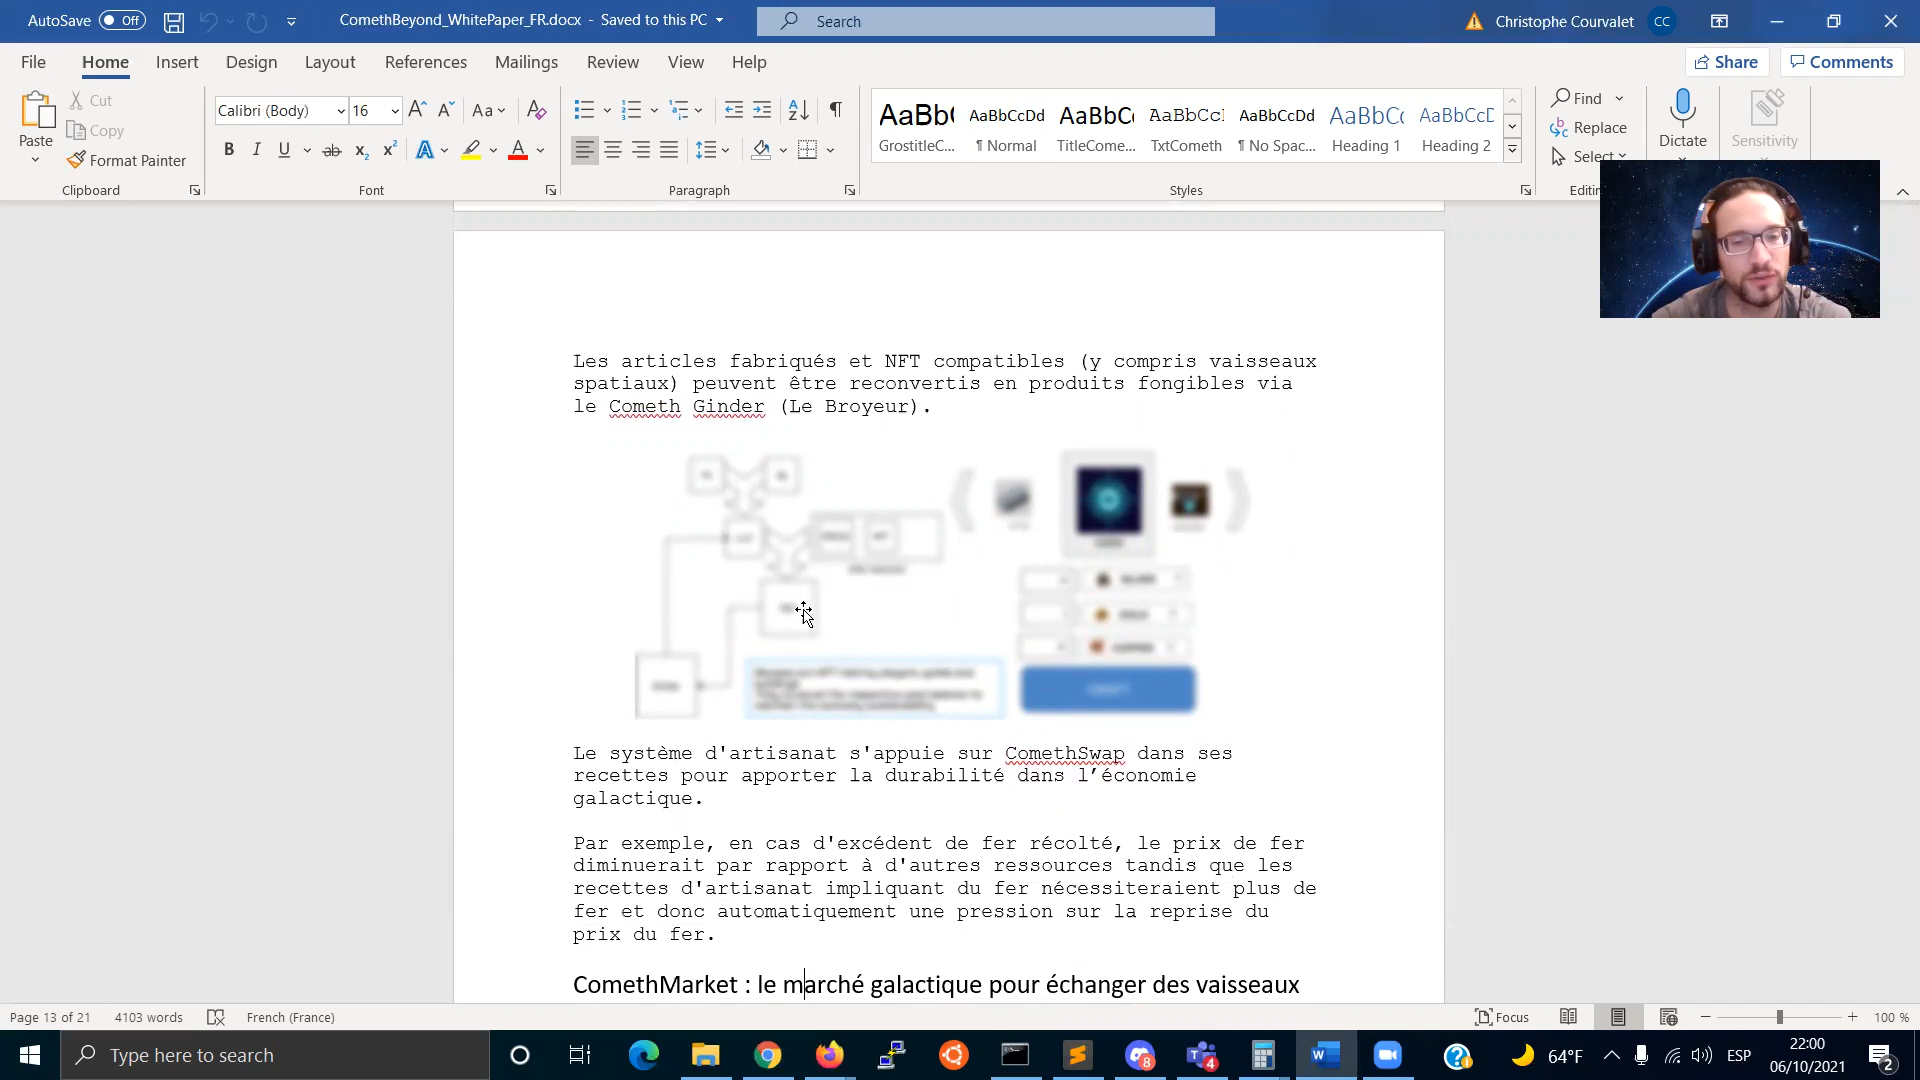 AutoSave Off ComethBeyond_WhitePaper_FR.docx - Saved to this PC Search Christophe Courvalet CC
File Home Insert Design Layout References Mailings Review View Help Share Comments
Paste Cut Copy Format Painter
Clipboard
Calibri (Body) 16
Font
Paragraph
AaBb( AaBbCcDd AaBbC( AaBbCcI AaBbCcDd AaBbC( AaBbCcD
GrostitleC... ¶ Normal TitleCome... TxtCometh ¶ No Spac... Heading 1 Heading 2
Styles
Find
Replace
Select
Dictate
Sensitivity
Les articles fabriqués et NFT compatibles (y compris vaisseaux
spatiaux) peuvent être reconvertis en produits fongibles via
le Cometh Ginder (Le Broyeur).
Le système d'artisanat s'appuie sur ComethSwap dans ses
recettes pour apporter la durabilité dans l’économie
galactique.
Par exemple, en cas d'excédent de fer récolté, le prix de fer
diminuerait par rapport à d'autres ressources tandis que les
recettes d'artisanat impliquant du fer nécessiteraient plus de
fer et donc automatiquement une pression sur la reprise du
prix du fer.
ComethMarket : le marché galactique pour échanger des vaisseaux
Page 13 of 21 4103 words French (France) Focus 100 %
Type here to search 8 4 64°F ESP 22:00
06/10/2021 2